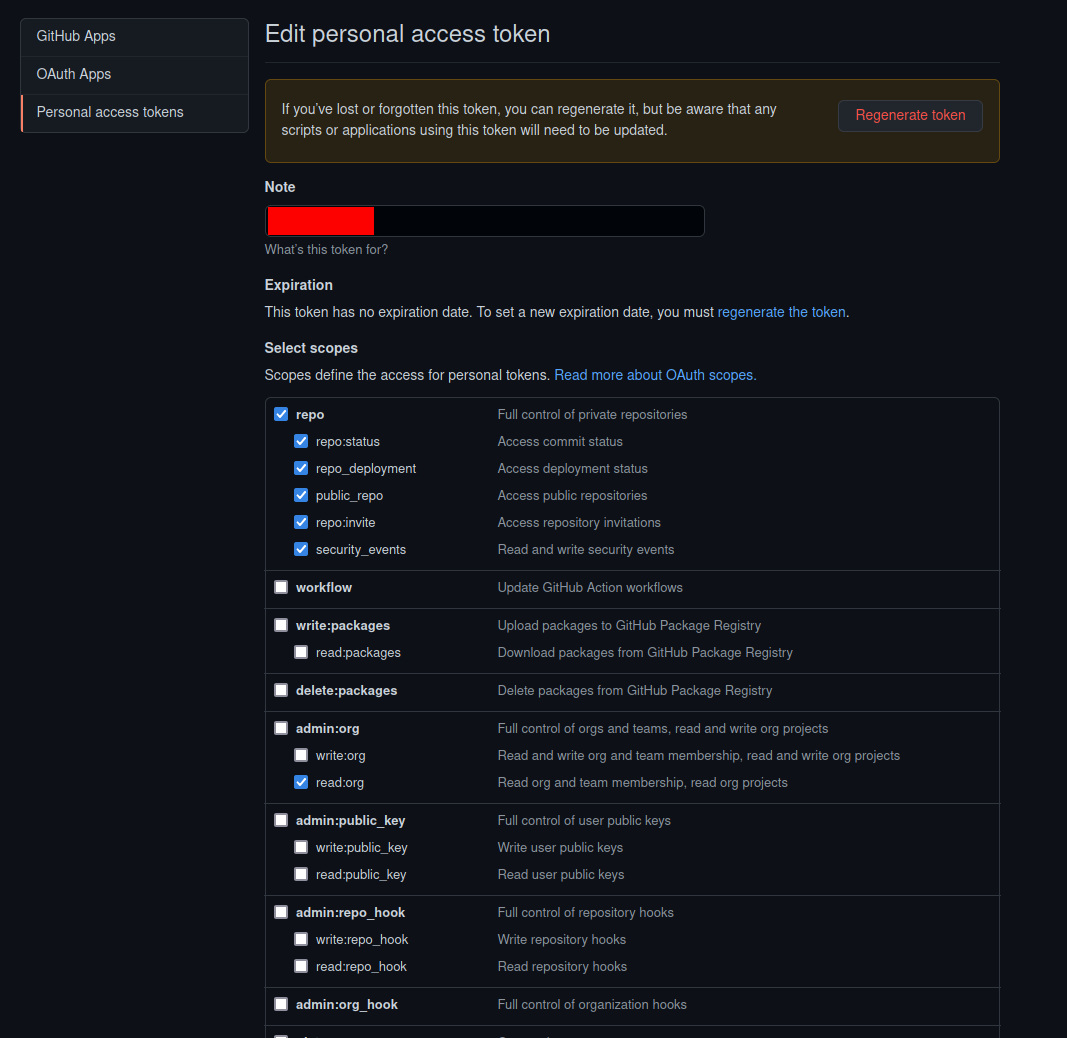 GitHub Apps
OAuth Apps
Personal access tokens
Edit personal access token
If you've lost or forgotten this token, you can regenerate it, but be aware that any
scripts or applications using this token will need to be updated.
Regenerate token
Note
What's this token for?
Expiration
This token has no expiration date. To set a new expiration date, you must regenerate the token.
Select scopes
Scopes define the access for personal tokens. Read more about OAuth scopes.
repo Full control of private repositories
repo:status Access commit status
repo_deployment Access deployment status
public_repo Access public repositories
repo:invite Access repository invitations
security_events Read and write security events
workflow Update GitHub Action workflows
write:packages Upload packages to GitHub Package Registry
read:packages Download packages from GitHub Package Registry
delete:packages Delete packages from GitHub Package Registry
admin:org Full control of orgs and teams, read and write org projects
write:org Read and write org and team membership, read and write org projects
read:org Read org and team membership, read org projects
admin:public_key Full control of user public keys
write:public_key Write user public keys
read:public_key Read user public keys
admin:repo_hook Full control of repository hooks
write:repo_hook Write repository hooks
read:repo_hook Read repository hooks
admin:org_hook Full control of organization hooks